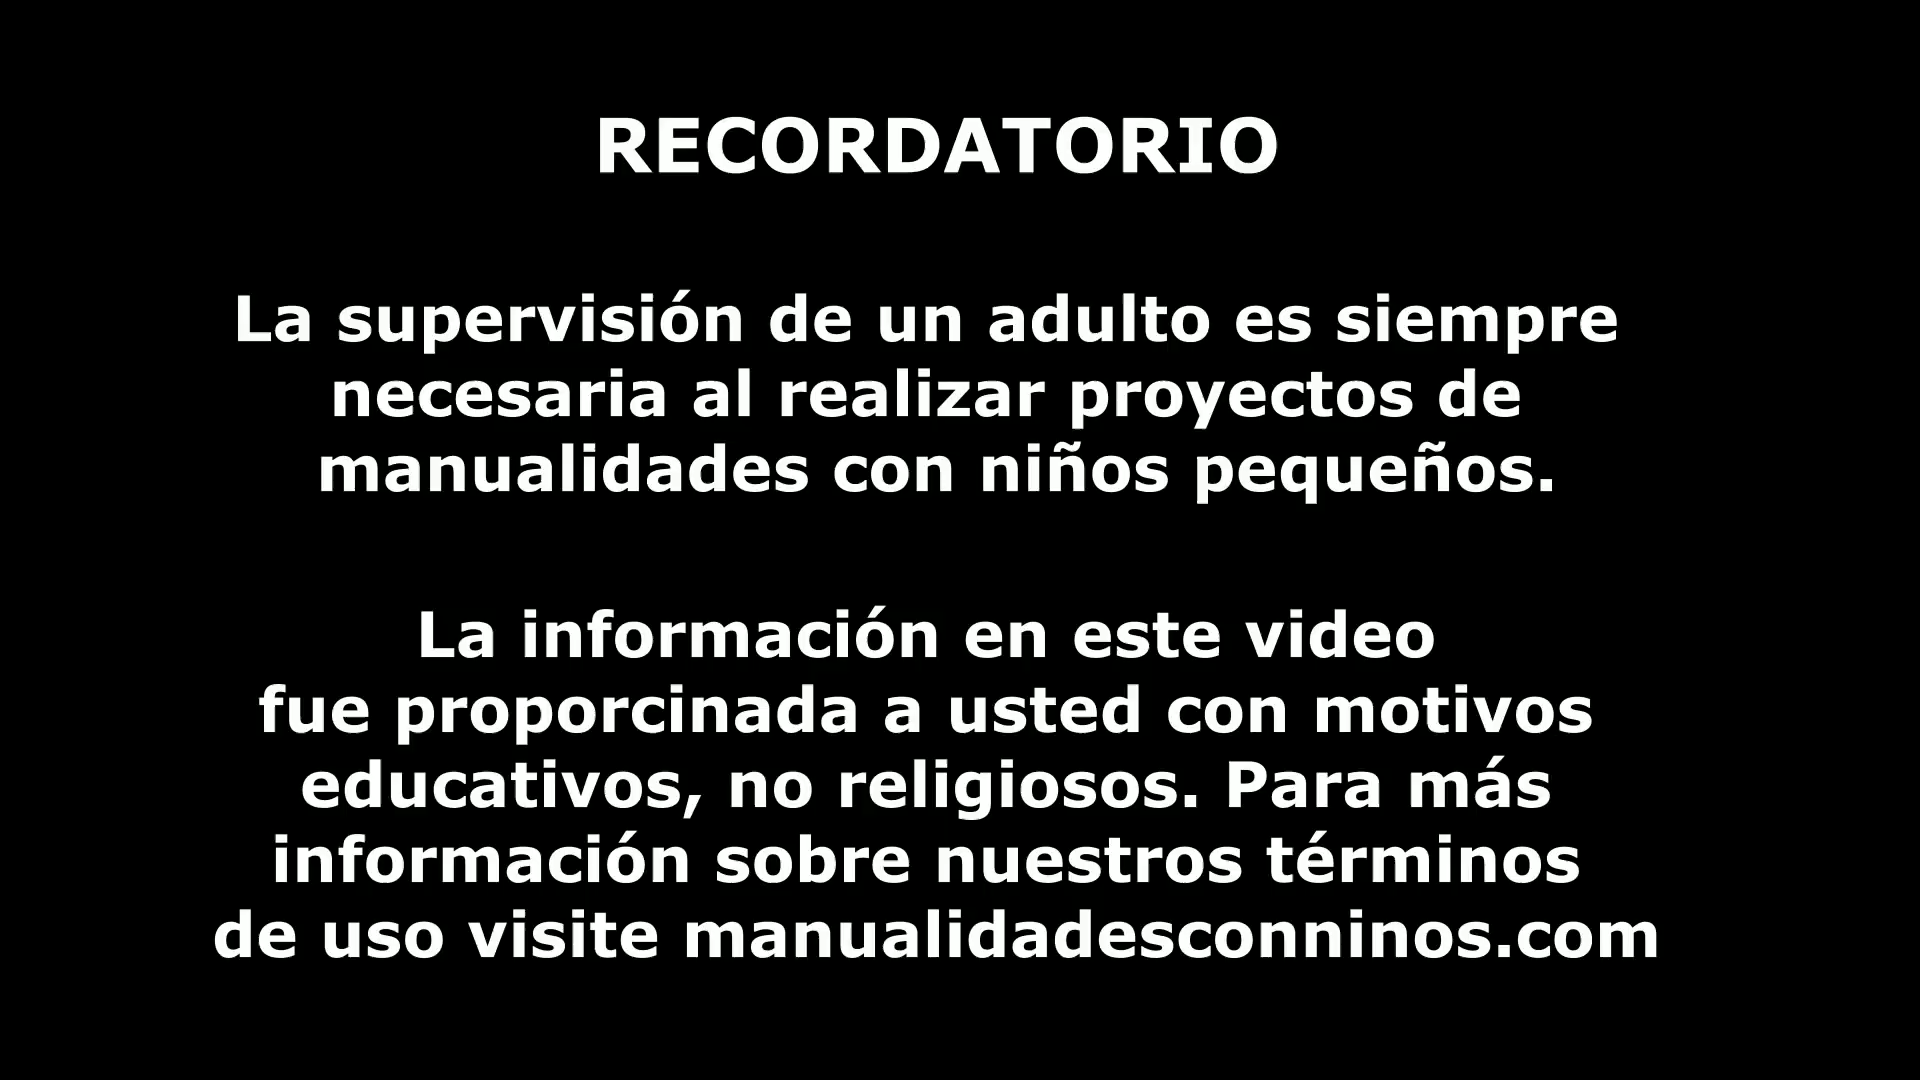 RECORDATORIO
La supervisión de un adulto es siempre
necesaria al realizar proyectos de
manualidades con niños pequeños.
La información en este video
fue proporcinada a usted con motivos
educativos, no religiosos. Para más
información sobre nuestros términos
de uso visite manualidadesconninos.com